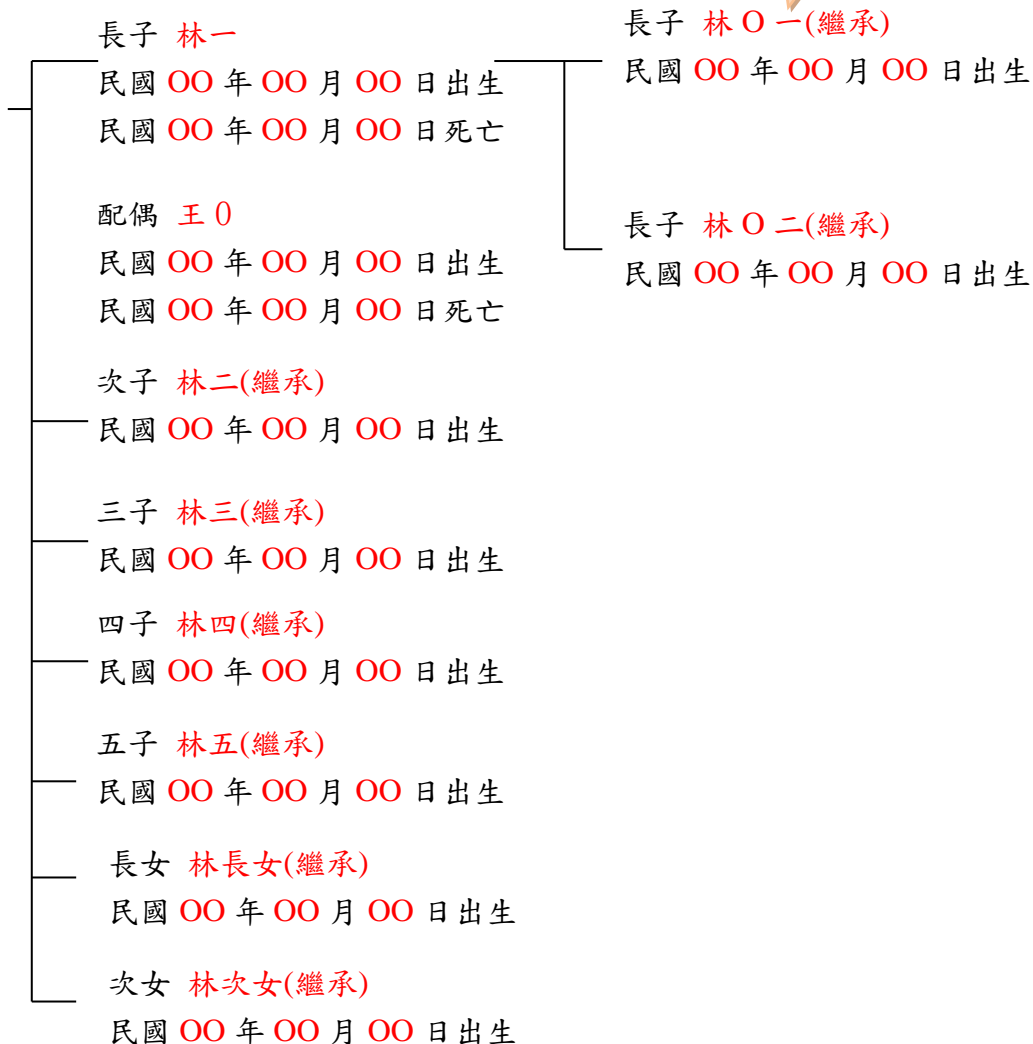 長子 林一
民國 OO 年 OO 月 OO 日出生
民國 OO 年 OO 月 OO 日死亡
配偶 王0
民國 OO 年 OO 月 OO 日出生
民國 OO 年 OO 月 OO 日死亡
次子 林二(繼承)
民國 OO 年 OO 月 OO 日出生
三子 林三(繼承)
民國 OO 年 OO 月 OO 日出生
四子 林四(繼承)
民國 OO 年 OO 月 OO 日出生
五子 林五(繼承)
民國 OO 年 OO 月 OO 日出生
長女 林長女(繼承)
民國 OO 年 OO 月 OO 日出生
次女 林次女(繼承)
民國 OO 年 OO 月 OO 日出生
長子 林 O 一(繼承)
民國 OO 年 OO 月 OO 日出生
長子 林 O 二(繼承)
民國 OO 年 OO 月 OO 日出生